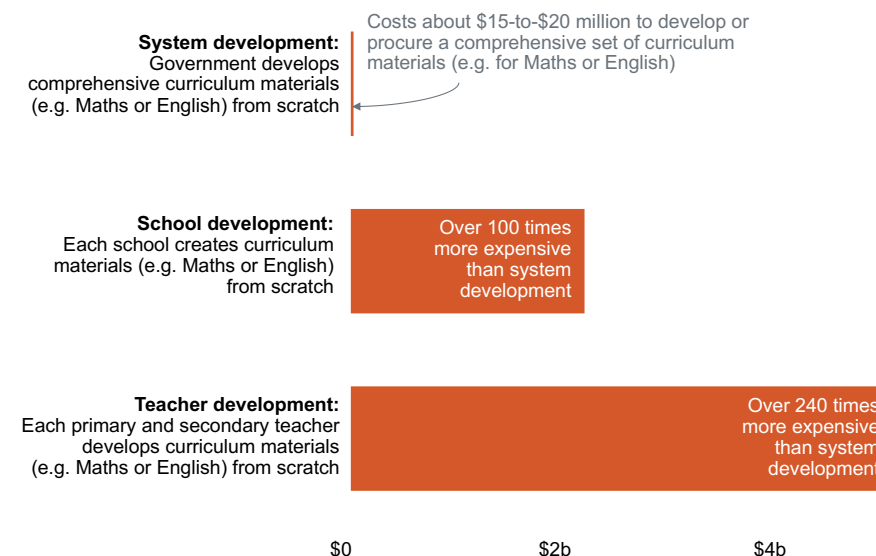 Costs about $15-to-$20 million to develop or
procure a comprehensive set of curriculum
materials (e.g. for Maths or English)
System development:
Government develops
comprehensive curriculum materials
(e.g. Maths or English) from scratch
School development:
Each school creates curriculum
materials (e.g. Maths or English)
from scratch
Over 100 times
more expensive
than system
development
Teacher development:
Each primary and secondary teacher
develops curriculum materials
(e.g. Maths or English) from scratch
Over 240 times
more expensive
than system
development
$0
$2b
$4b